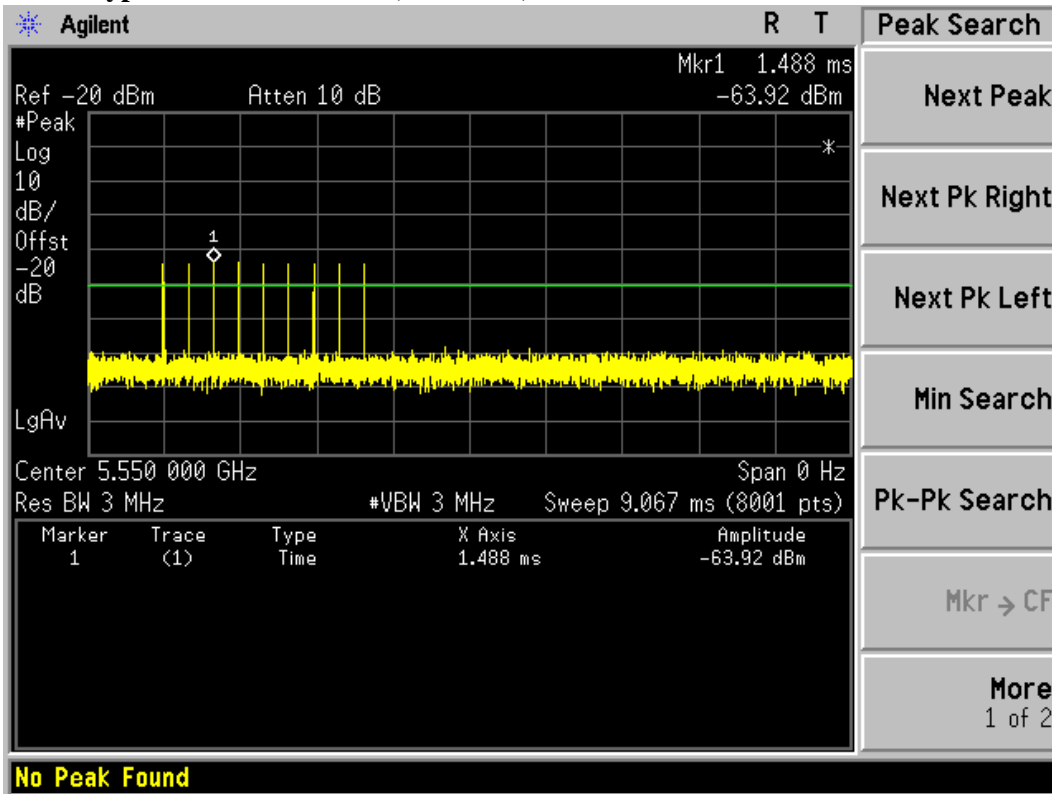 Agilent R T Peak Search
Mkr1 1.488 ms
Ref -20 dBm Atten 10 dB -63.92 dBm
#Peak
Log
10
dB/
Offst
-20
dB
LgAv
1
*
Center 5.550 000 GHz Span 0 Hz
Res BW 3 MHz #VBW 3 MHz Sweep 9.067 ms (8001 pts)
Marker Trace Type X Axis Amplitude
1 (1) Time 1.488 ms -63.92 dBm
Next Peak
Next Pk Right
Next Pk Left
Min Search
Pk-Pk Search
Mkr → CF
More
1 of 2
No Peak Found